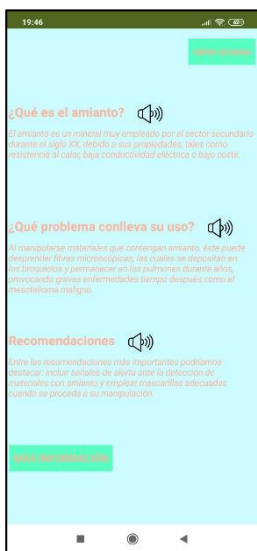 19:46
¿Qué es el amianto?
El amianto es un mineral muy empleado por el sector secundario
durante el siglo XX, debido a sus propiedades, tales como
resistencia al calor, baja conductividad eléctrica o bajo coste.
¿Qué problema conlleva su uso?
Al manipularse materiales que contengan amianto, éste puede
desprender fibras microscópicas, las cuales se depositan en
los bronquiolos y permanecer en los pulmones durante años,
provocando graves enfermedades tiempo después como el
mesotelioma maligno.
Recomendaciones
Entre las recomendaciones más importantes podríamos
destacar: incluir señales de alerta ante la detección de
materiales con amianto y emplear mascarillas adecuadas
cuando se proceda a su manipulación.
MÁS INFORMACIÓN